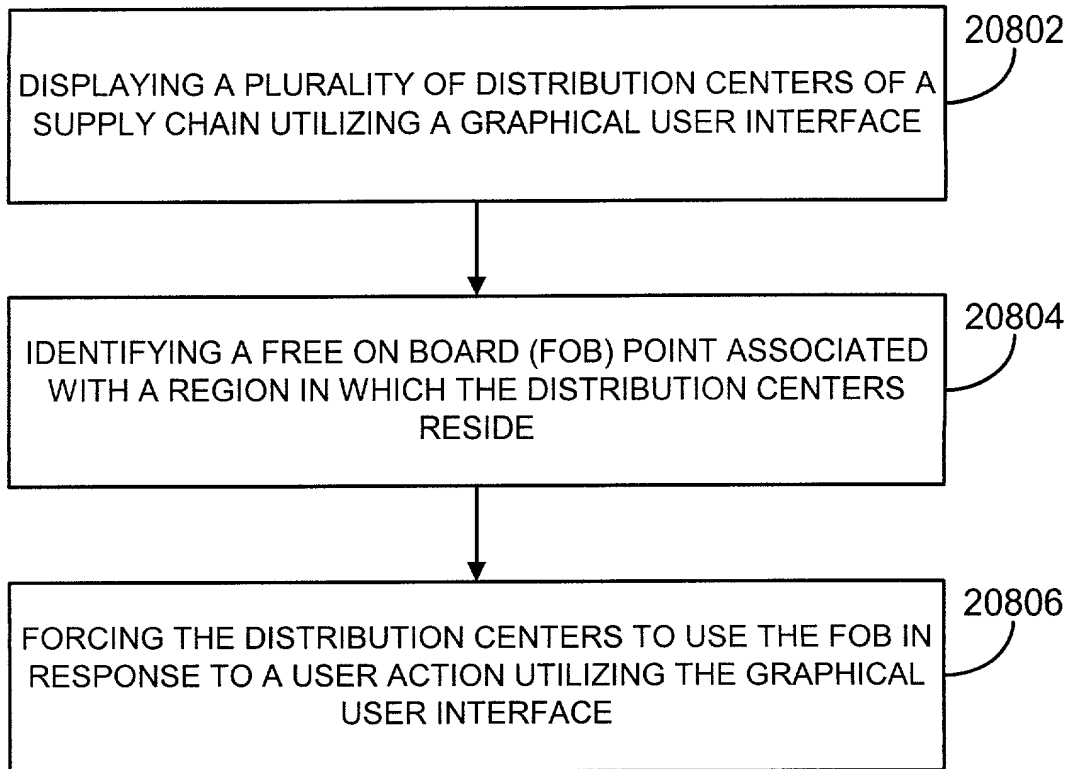 20802
DISPLAYING A PLURALITY OF DISTRIBUTION CENTERS OF A
SUPPLY CHAIN UTILIZING A GRAPHICAL USER INTERFACE
20804
IDENTIFYING A FREE ON BOARD (FOB) POINT ASSOCIATED
WITH A REGION IN WHICH THE DISTRIBUTION CENTERS
RESIDE
20806
FORCING THE DISTRIBUTION CENTERS TO USE THE FOB IN
RESPONSE TO A USER ACTION UTILIZING THE GRAPHICAL
USER INTERFACE